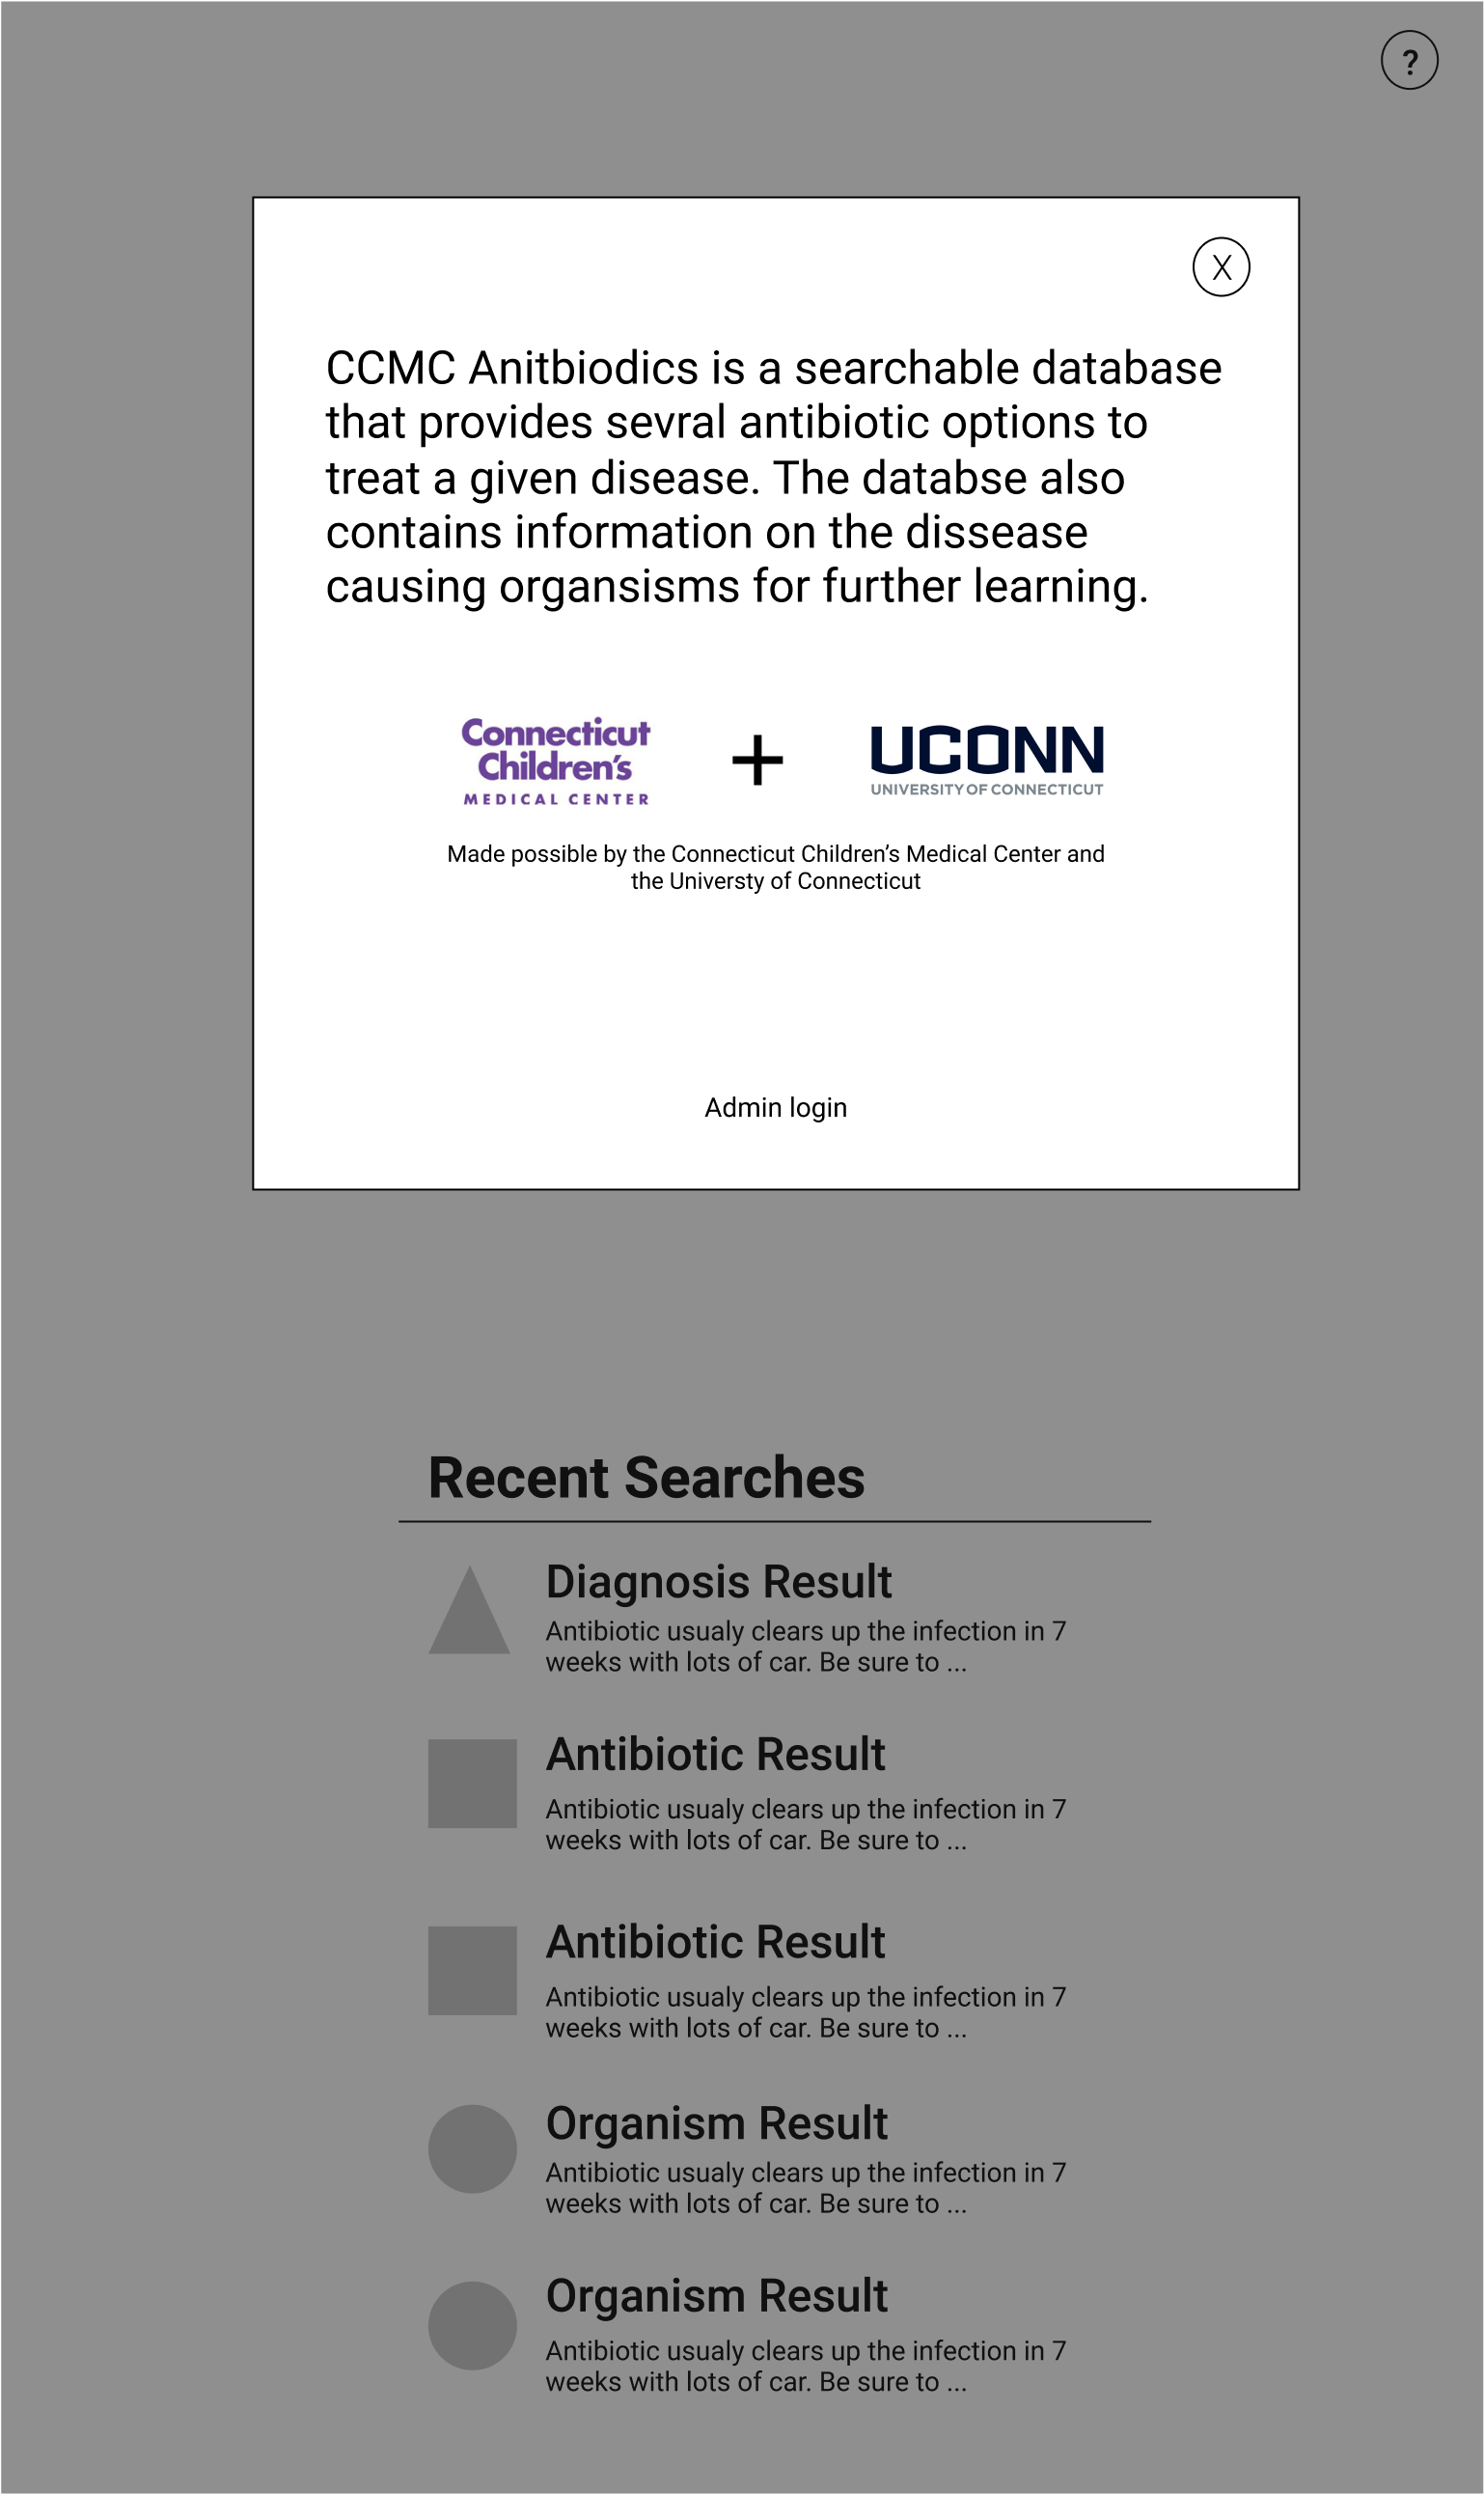 ?
X
CCMC Anitbiodics is a searchable database
that provides sevral antibiotic options to
treat a given disease. The databse also
contains information on the dissease
causing organsisms for further learning.
Connecticut
Children's
MEDICAL CENTER
+
UCONN
UNIVERSITY OF CONNECTICUT
Made possible by the Connecticut Children’s Medical Center and
the Universty of Connecticut
Admin login
Recent Searches
Diagnosis Result
Antibiotic usualy clears up the infection in 7
weeks with lots of car. Be sure to ...
Antibiotic Result
Antibiotic usualy clears up the infection in 7
weeks with lots of car. Be sure to ...
Antibiotic Result
Antibiotic usualy clears up the infection in 7
weeks with lots of car. Be sure to ...
Organism Result
Antibiotic usualy clears up the infection in 7
weeks with lots of car. Be sure to ...
Organism Result
Antibiotic usualy clears up the infection in 7
weeks with lots of car. Be sure to ...